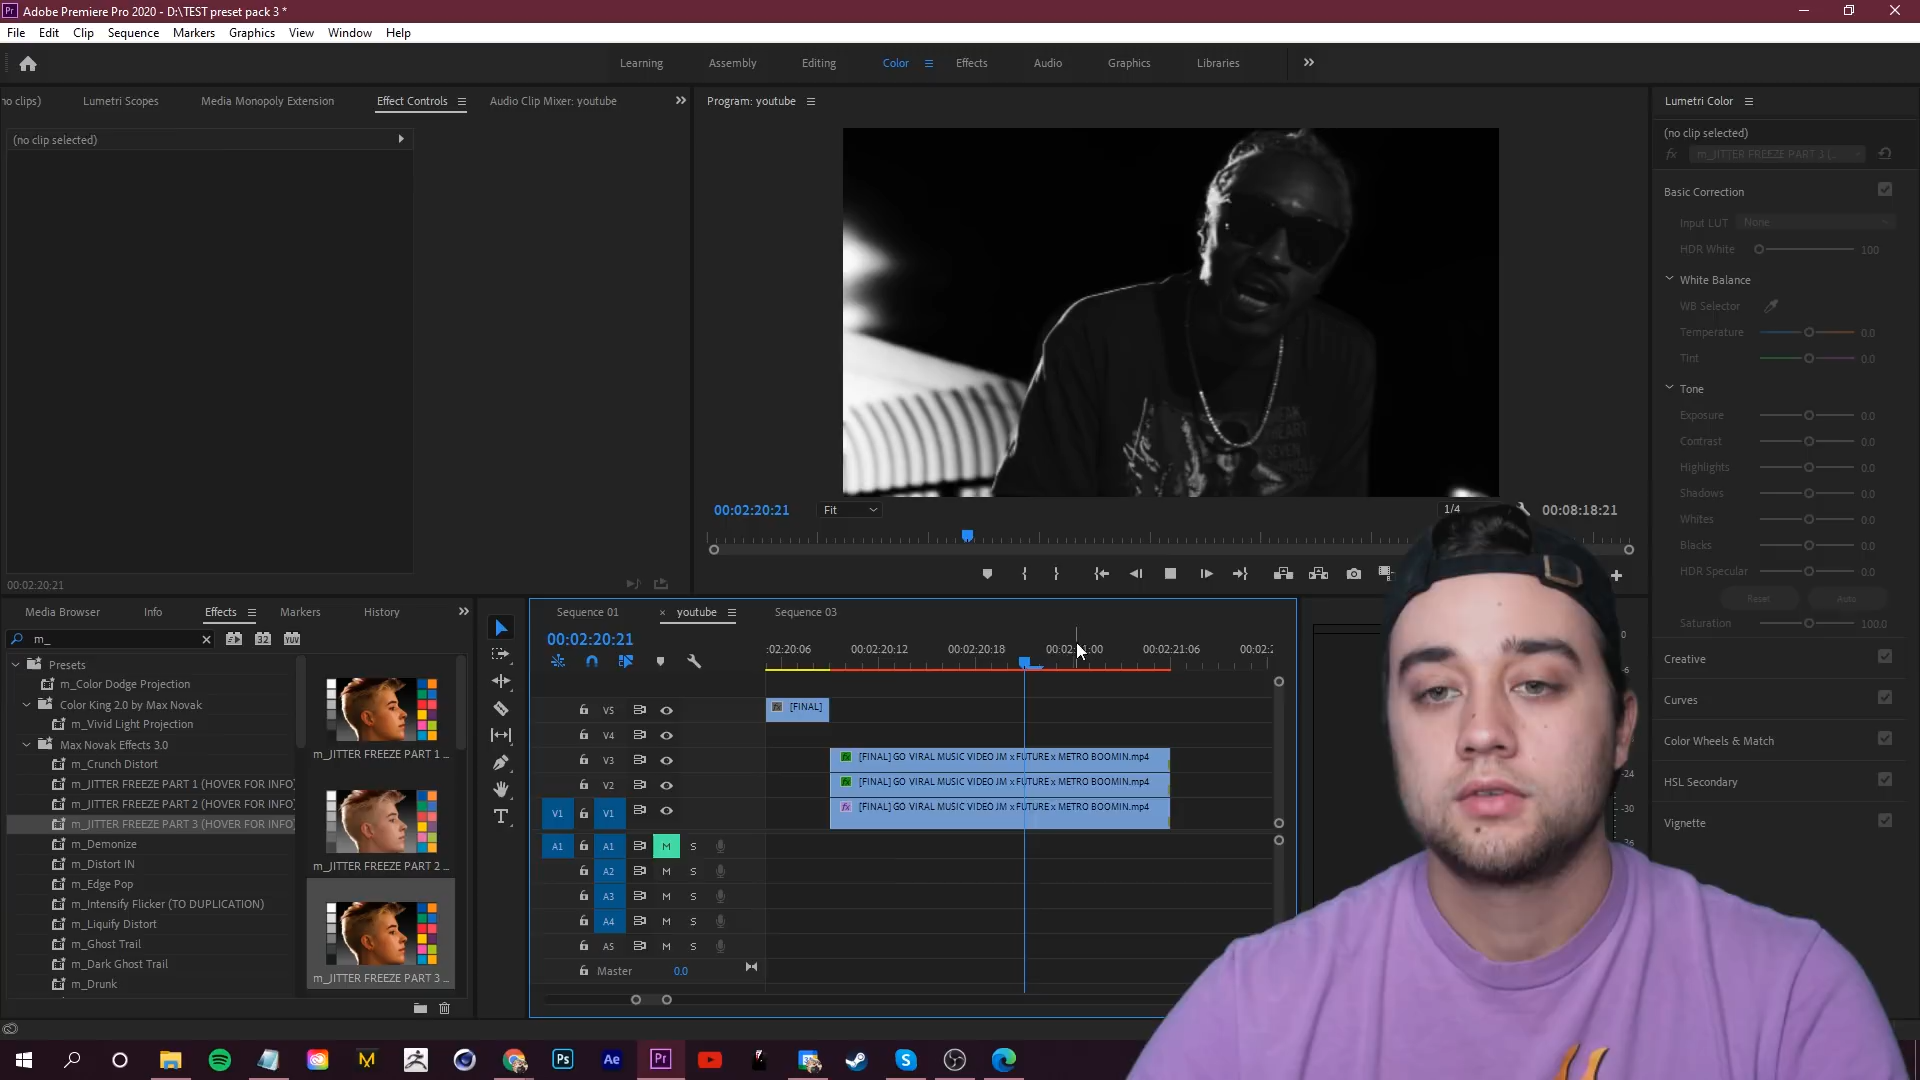 Adobe Premiere Pro 2020 - D:\TEST preset pack 3 *
File Edit Clip Sequence Markers Graphics View Window Help
Learning Assembly Editing Color Effects Audio Graphics Libraries
no clips) Lumetri Scopes Media Monopoly Extension Effect Controls Audio Clip Mixer: youtube
(no clip selected)
00:02:20:21
Program: youtube
00:02:20:21 Fit 1/4 00:08:18:21
Lumetri Color
(no clip selected)
fx m_JITTER FREEZE PART 3 (...
Basic Correction
Input LUT None
HDR White 100
White Balance
WB Selector
Temperature 0.0
Tint 0.0
Tone
Exposure 0.0
Contrast 0.0
Highlights 0.0
Shadows 0.0
Whites 0.0
Blacks 0.0
HDR Specular 0.0
Reset Auto
Saturation 100.0
Creative
Curves
Color Wheels & Match
HSL Secondary
Vignette
Media Browser Info Effects Markers History
m_
Presets
m_Color Dodge Projection
Color King 2.0 by Max Novak
m_Vivid Light Projection
Max Novak Effects 3.0
m_Crunch Distort
m_JITTER FREEZE PART 1 (HOVER FOR INFO)
m_JITTER FREEZE PART 2 (HOVER FOR INFO)
m_JITTER FREEZE PART 3 (HOVER FOR INFO)
m_Demonize
m_Distort IN
m_Edge Pop
m_Intensify Flicker (TO DUPLICATION)
m_Liquify Distort
m_Ghost Trail
m_Dark Ghost Trail
m_Drunk
m_JITTER FREEZE PART 1 ...
m_JITTER FREEZE PART 2 ...
m_JITTER FREEZE PART 3 ...
Sequence 01 × youtube Sequence 03
00:02:20:21
:02:20:06 00:02:20:12 00:02:20:18 00:02:21:06 00:02:2
V5 [FINAL]
V4
V3 [FINAL] GO VIRAL MUSIC VIDEO JM x FUTURE x METRO BOOMIN.mp4
V2 [FINAL] GO VIRAL MUSIC VIDEO JM x FUTURE x METRO BOOMIN.mp4
V1 V1 [FINAL] GO VIRAL MUSIC VIDEO JM x FUTURE x METRO BOOMIN.mp4
A1 A1 M S
A2 M S
A3 M S
A4 M S
A5 M S
Master 0.0
0
-6
-24
-30
-36
Ps Ae Pr